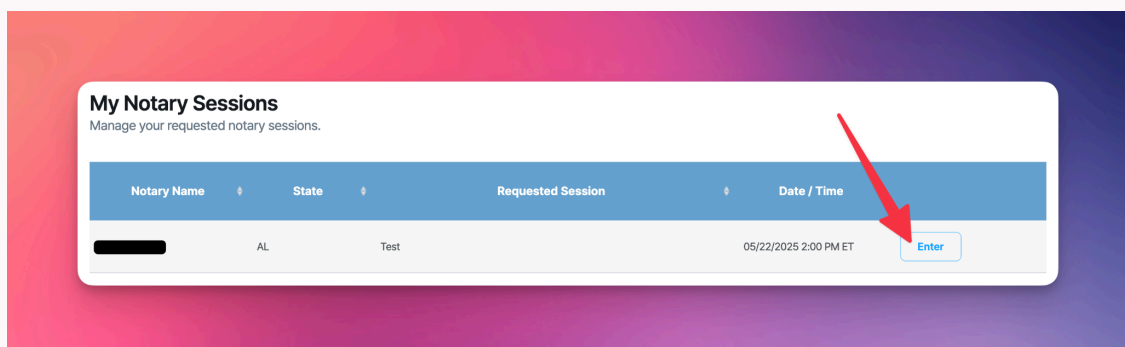 My Notary Sessions
Manage your requested notary sessions.
Notary Name State Requested Session Date / Time
AL Test 05/22/2025 2:00 PM ET Enter